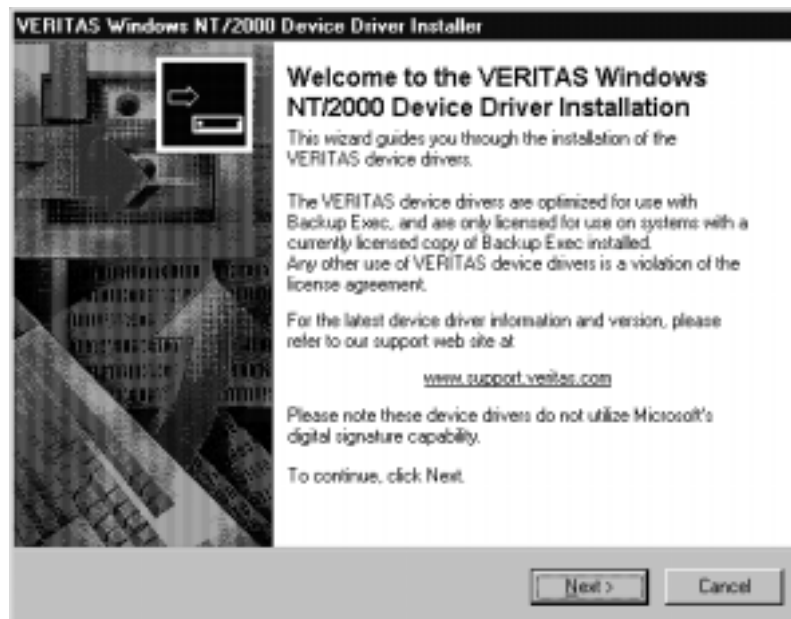 VERITAS Windows NT/2000 Device Driver Installer
Welcome to the VERITAS Windows
NT/2000 Device Driver Installation
This wizard guides you through the installation of the
VERITAS device drivers.
The VERITAS device drivers are optimized for use with
Backup Exec, and are only licensed for use on systems with a
currently licensed copy of Backup Exec installed.
Any other use of VERITAS device drivers is a violation of the
license agreement.
For the latest device driver information and version, please
refer to our support web site at
www.support.veritas.com
Please note these device drivers do not utilize Microsoft's
digital signature capability.
To continue, click Next.
Next >
Cancel